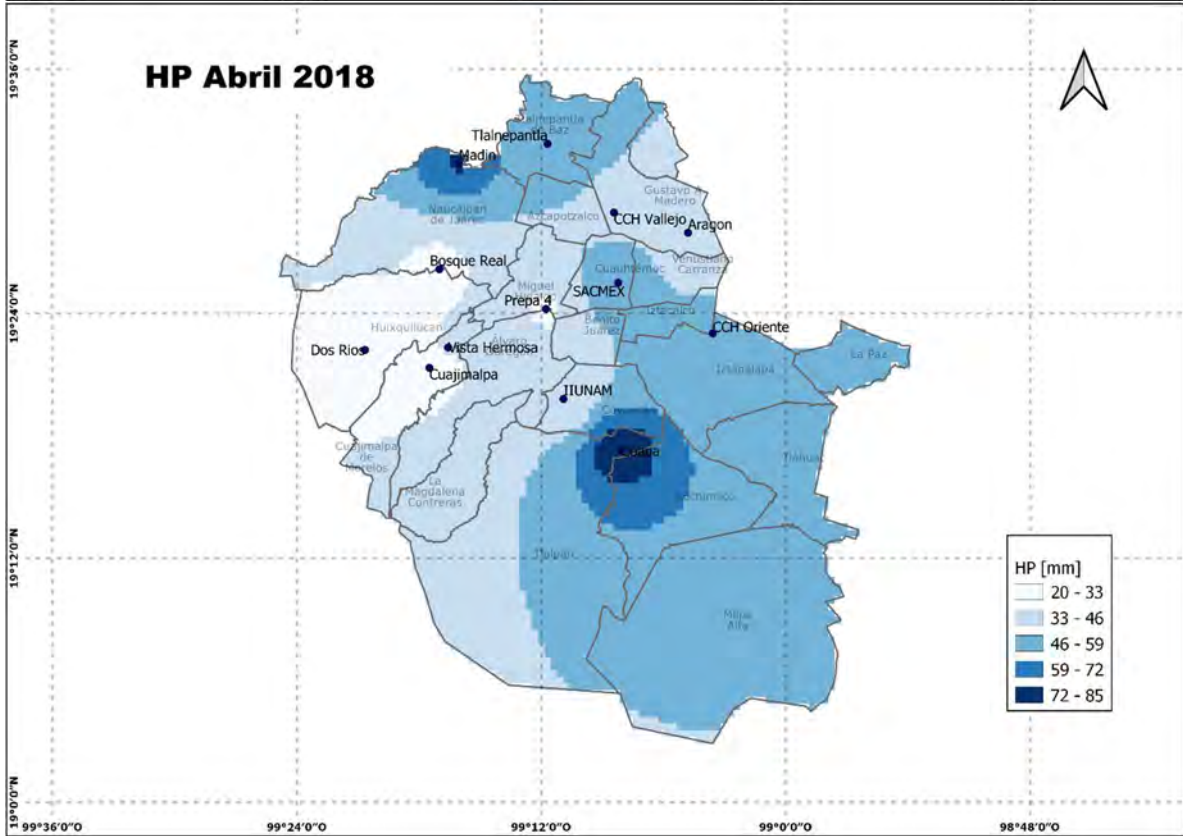 HP Abril 2018
19°36'0"N
19°24'0"N
19°12'0"N
19°0'0"N
Tlalnepantla
Madin
Naucalpan
de Juárez
Azcapotzalco
Gustavo A.
Madero
CCH Vallejo
Aragon
Bosque Real
Cuauhtémoc
Venustiano
Carranza
SACMEX
Miguel
Prepa 4
Benito
Juárez
Iztacalco
CCH Oriente
Huixquilucan
Álvaro
Vista Hermosa
Dos Rios
Cuajimalpa
La Paz
Iztapalapa
IIUNAM
Cuajimalpa
de
Morelos
La
Magdalena
Contreras
Tláhuac
Xochimilco
Tlalpan
Milpa
Alta
HP [mm]
20 - 33
33 - 46
46 - 59
59 - 72
72 - 85
99°36'0"O
99°24'0"O
99°12'0"O
99°0'0"O
98°48'0"O